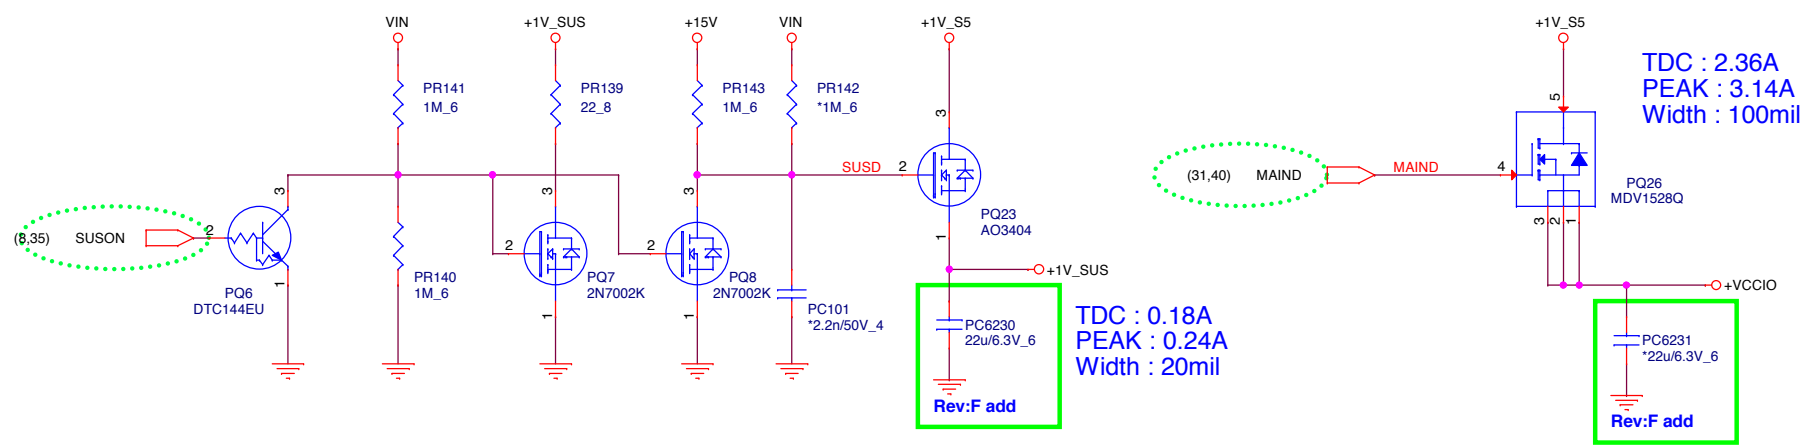 VIN
+1V_SUS
+15V
VIN
+1V_S5
+1V_S5
PR141
1M_6
PR139
22_8
PR143
1M_6
PR142
*1M_6
3
5
TDC : 2.36A
PEAK : 3.14A
Width : 100mil
SUSD
2
(31,40) MAIND
MAIND
4
3
3
3
PQ26
MDV1528Q
PQ23
AO3404
(8,35) SUSON
2
2
2
3
2
1
1
PR140
1M_6
PQ6
DTC144EU
1
PQ7
2N7002K
1
PQ8
2N7002K
1
PC101
*2.2n/50V_4
+1V_SUS
+VCCIO
PC6230
22u/6.3V_6
TDC : 0.18A
PEAK : 0.24A
Width : 20mil
PC6231
*22u/6.3V_6
Rev:F add
Rev:F add